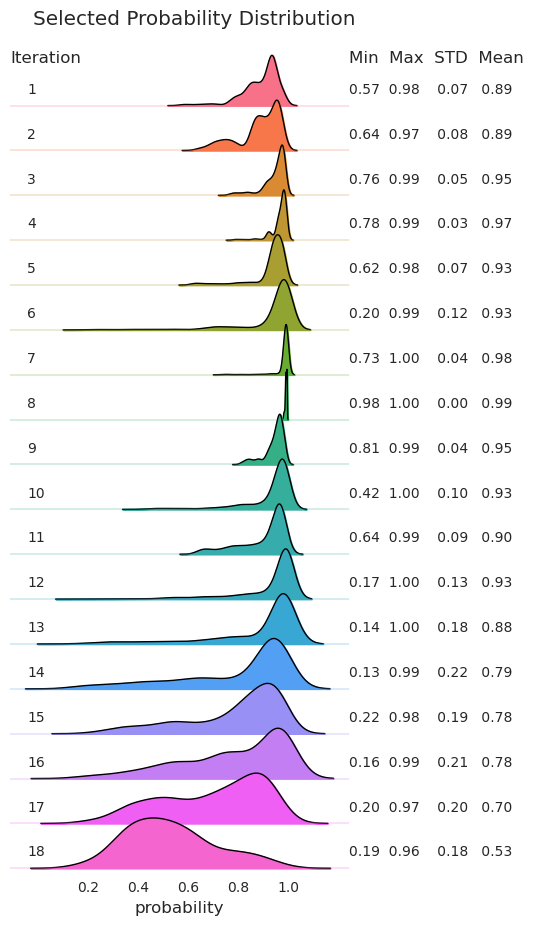 Selected Probability Distribution
Iteration Min Max STD Mean
1 0.57 0.98 0.07 0.89
2 0.64 0.97 0.08 0.89
3 0.76 0.99 0.05 0.95
4 0.78 0.99 0.03 0.97
5 0.62 0.98 0.07 0.93
6 0.20 0.99 0.12 0.93
7 0.73 1.00 0.04 0.98
8 0.98 1.00 0.00 0.99
9 0.81 0.99 0.04 0.95
10 0.42 1.00 0.10 0.93
11 0.64 0.99 0.09 0.90
12 0.17 1.00 0.13 0.93
13 0.14 1.00 0.18 0.88
14 0.13 0.99 0.22 0.79
15 0.22 0.98 0.19 0.78
16 0.16 0.99 0.21 0.78
17 0.20 0.97 0.20 0.70
18 0.19 0.96 0.18 0.53
0.2 0.4 0.6 0.8 1.0
probability